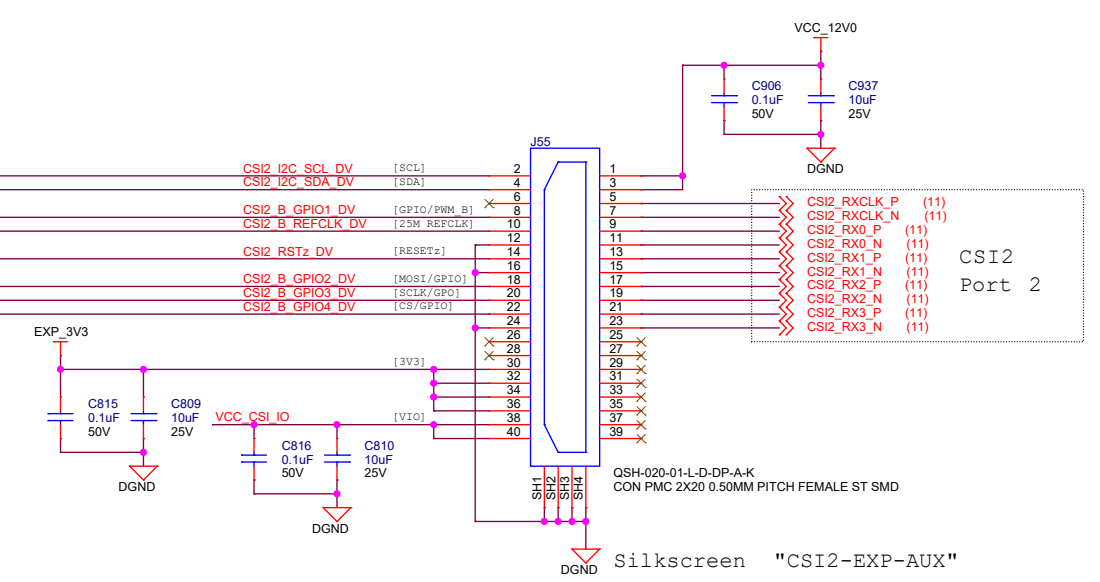 VCC_12V0
C906 C937
0.1uF 10uF
50V 25V
DGND
J55
CSI2_I2C_SCL_DV [SCL] 2 1
CSI2_I2C_SDA_DV [SDA] 4 3
6 5 CSI2_RXCLK_P (11)
CSI2_B_GPIO1_DV [GPIO/PWM_B] 8 7 CSI2_RXCLK_N (11)
CSI2_B_REFCLK_DV [25M REFCLK] 10 9 CSI2_RX0_P (11)
12 11 CSI2_RX0_N (11)
CSI2_RSTz_DV [RESETz] 14 13 CSI2_RX1_P (11)
16 15 CSI2_RX1_N (11)
CSI2_B_GPIO2_DV [MOSI/GPIO] 18 17 CSI2_RX2_P (11)
CSI2_B_GPIO3_DV [SCLK/GPO] 20 19 CSI2_RX2_N (11)
CSI2_B_GPIO4_DV [CS/GPIO] 22 21 CSI2_RX3_P (11)
24 23 CSI2_RX3_N (11)
CSI2
Port 2
26 25
28 27
EXP_3V3 [3V3] 30 29
32 31
34 33
36 35
VCC_CSI_IO [VIO] 38 37
40 39
C815 C809
0.1uF 10uF
50V 25V
DGND
C816 C810
0.1uF 10uF
50V 25V
DGND
SH1 SH2 SH3 SH4
QSH-020-01-L-D-DP-A-K
CON PMC 2X20 0.50MM PITCH FEMALE ST SMD
DGND
Silkscreen "CSI2-EXP-AUX"